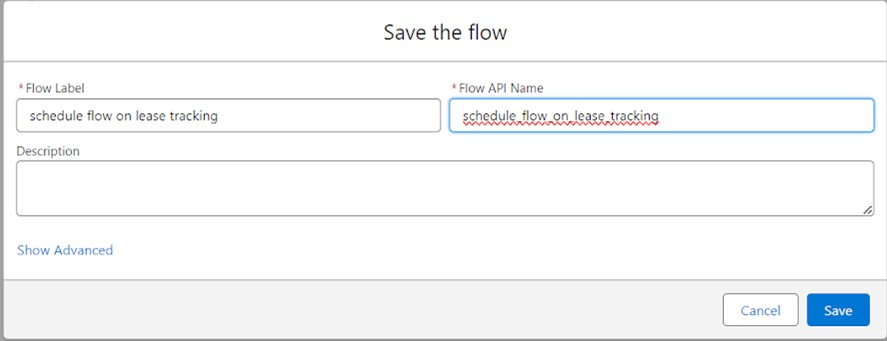 Save the flow
* Flow Label
* Flow API Name
schedule flow on lease tracking
schedule_flow_on_lease_tracking
Description
Show Advanced
Cancel
Save